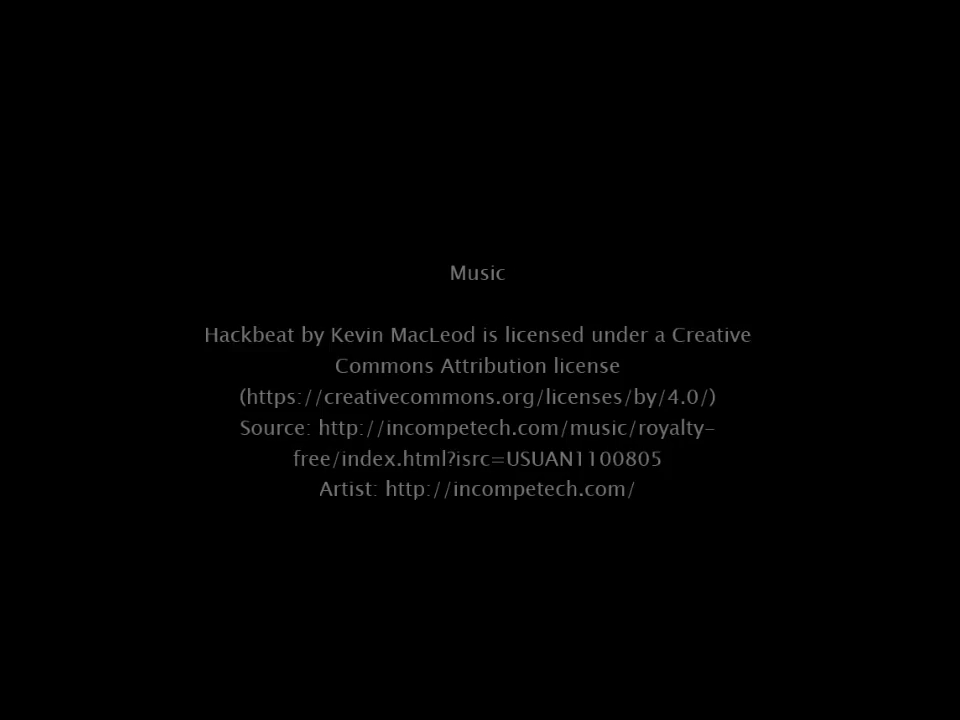 Music
Hackbeat by Kevin MacLeod is licensed under a Creative
Commons Attribution license
(https://creativecommons.org/licenses/by/4.0/)
Source: http://incompetech.com/music/royalty-
free/index.html?isrc=USUAN1100805
Artist: http://incompetech.com/